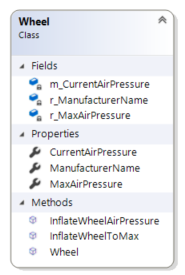 Wheel
Class
Fields
m_CurrentAirPressure
r_ManufacturerName
r_MaxAirPressure
Properties
CurrentAirPressure
ManufacturerName
MaxAirPressure
Methods
InflateWheelAirPressure
InflateWheelToMax
Wheel